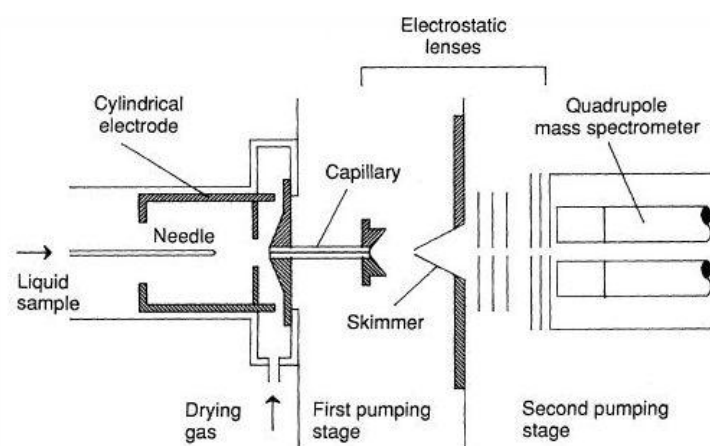 Electrostatic
lenses
Cylindrical
electrode
Quadrupole
mass spectrometer
Capillary
Needle
Liquid
sample
Skimmer
Drying
gas
First pumping
stage
Second pumping
stage